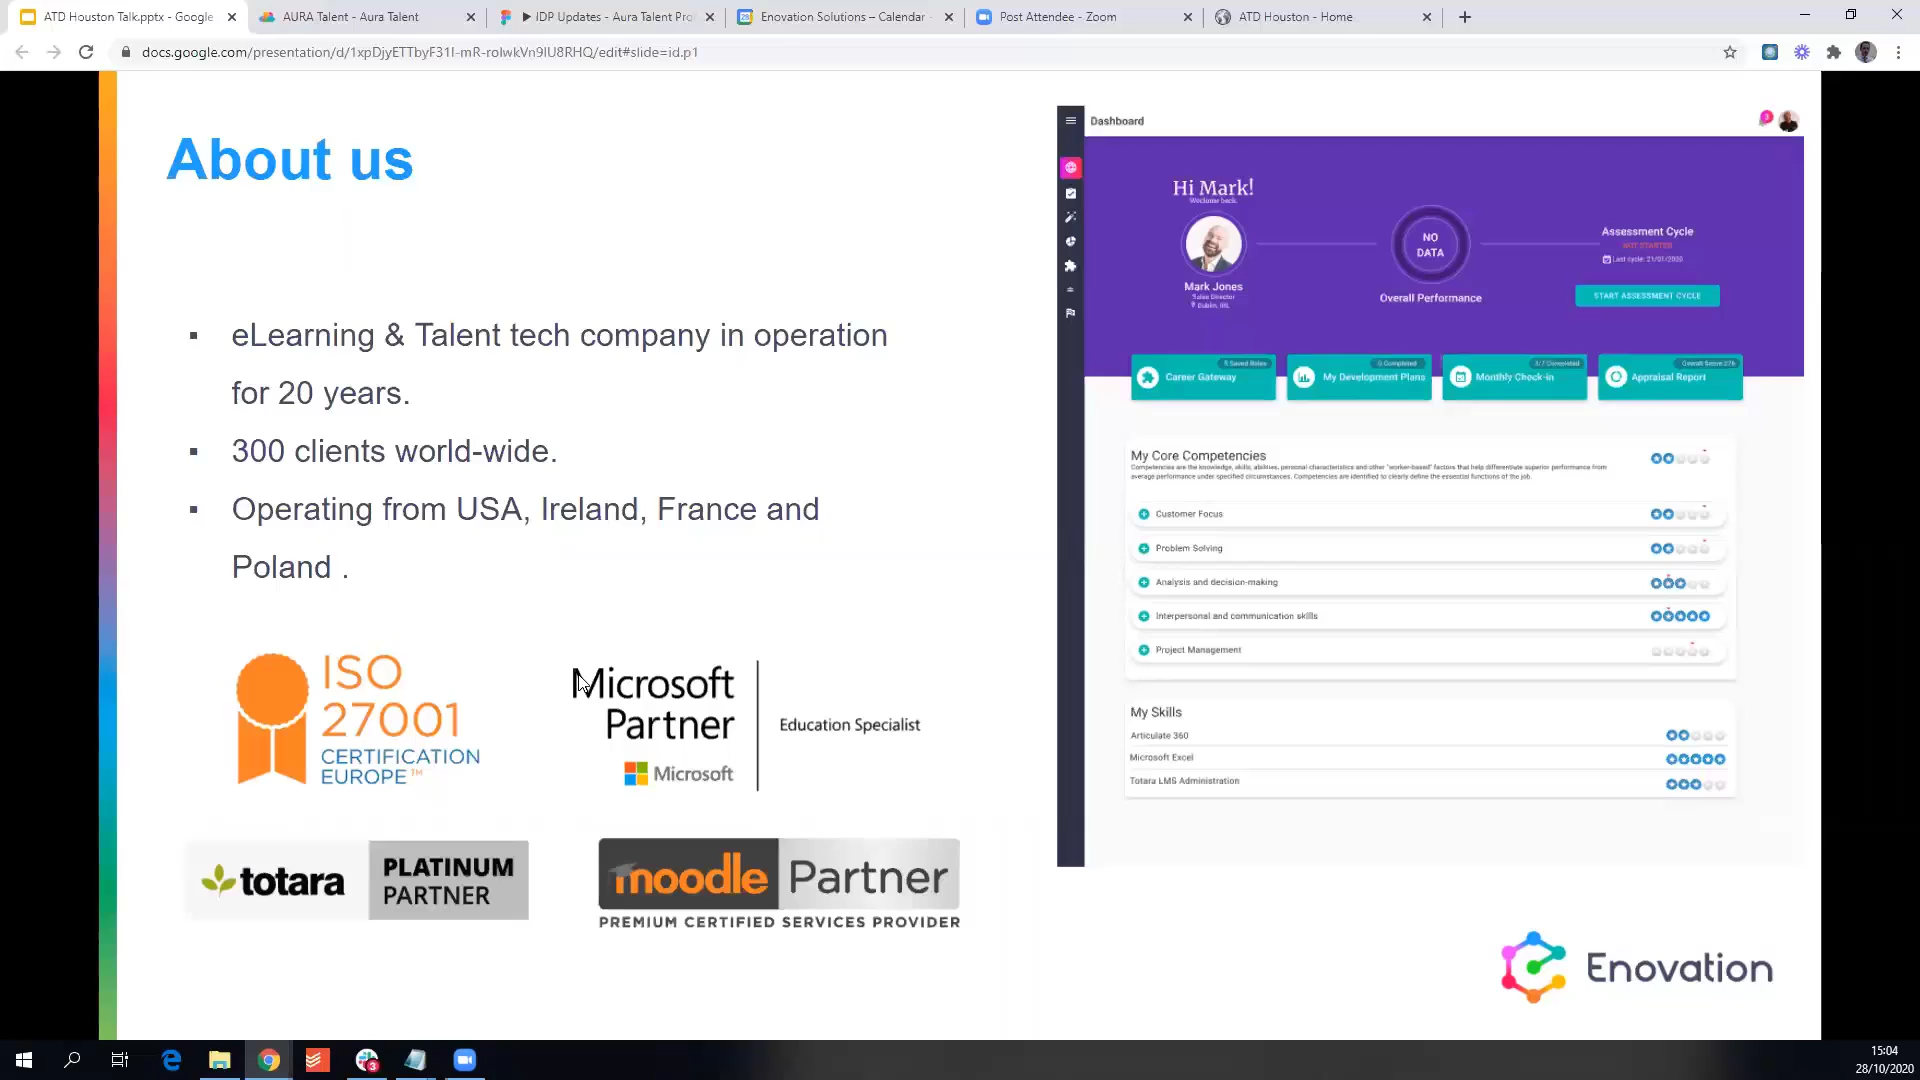 ATD Houston Talk.pptx - Google
AURA Talent - Aura Talent
IDP Updates - Aura Talent Pro
Enovation Solutions – Calendar -
Post Attendee - Zoom
ATD Houston - Home
docs.google.com/presentation/d/1xpDjyETTbyF31I-mR-rolwkVn9IU8RHQ/edit#slide=id.p1
About us
eLearning & Talent tech company in operation
for 20 years.
300 clients world-wide.
Operating from USA, Ireland, France and
Poland .
ISO
27001
CERTIFICATION
EUROPE™
Microsoft
Partner
Microsoft
Education Specialist
totara
PLATINUM
PARTNER
moodle Partner
PREMIUM CERTIFIED SERVICES PROVIDER
Dashboard
3
Hi Mark!
Welcome back
Mark Jones
Sales Director
Dublin, IRL
NO
DATA
Overall Performance
Assessment Cycle
NOT STARTED
Last cycle: 21/01/2020
START ASSESSMENT CYCLE
5 Saved Roles
Career Gateway
0 Completed
My Development Plans
3/7 Completed
Monthly Check-in
Overall Score:276
Appraisal Report
My Core Competencies
Competencies are the knowledge, skills, abilities, personal characteristics and other "worker-based" factors that help differentiate superior performance from
average performance under specified circumstances. Competencies are identified to clearly define the essential functions of the job.
Customer Focus
Problem Solving
Analysis and decision-making
Interpersonal and communication skills
Project Management
My Skills
Articulate 360
Microsoft Excel
Totara LMS Administration
Enovation
3
15:04
28/10/2020